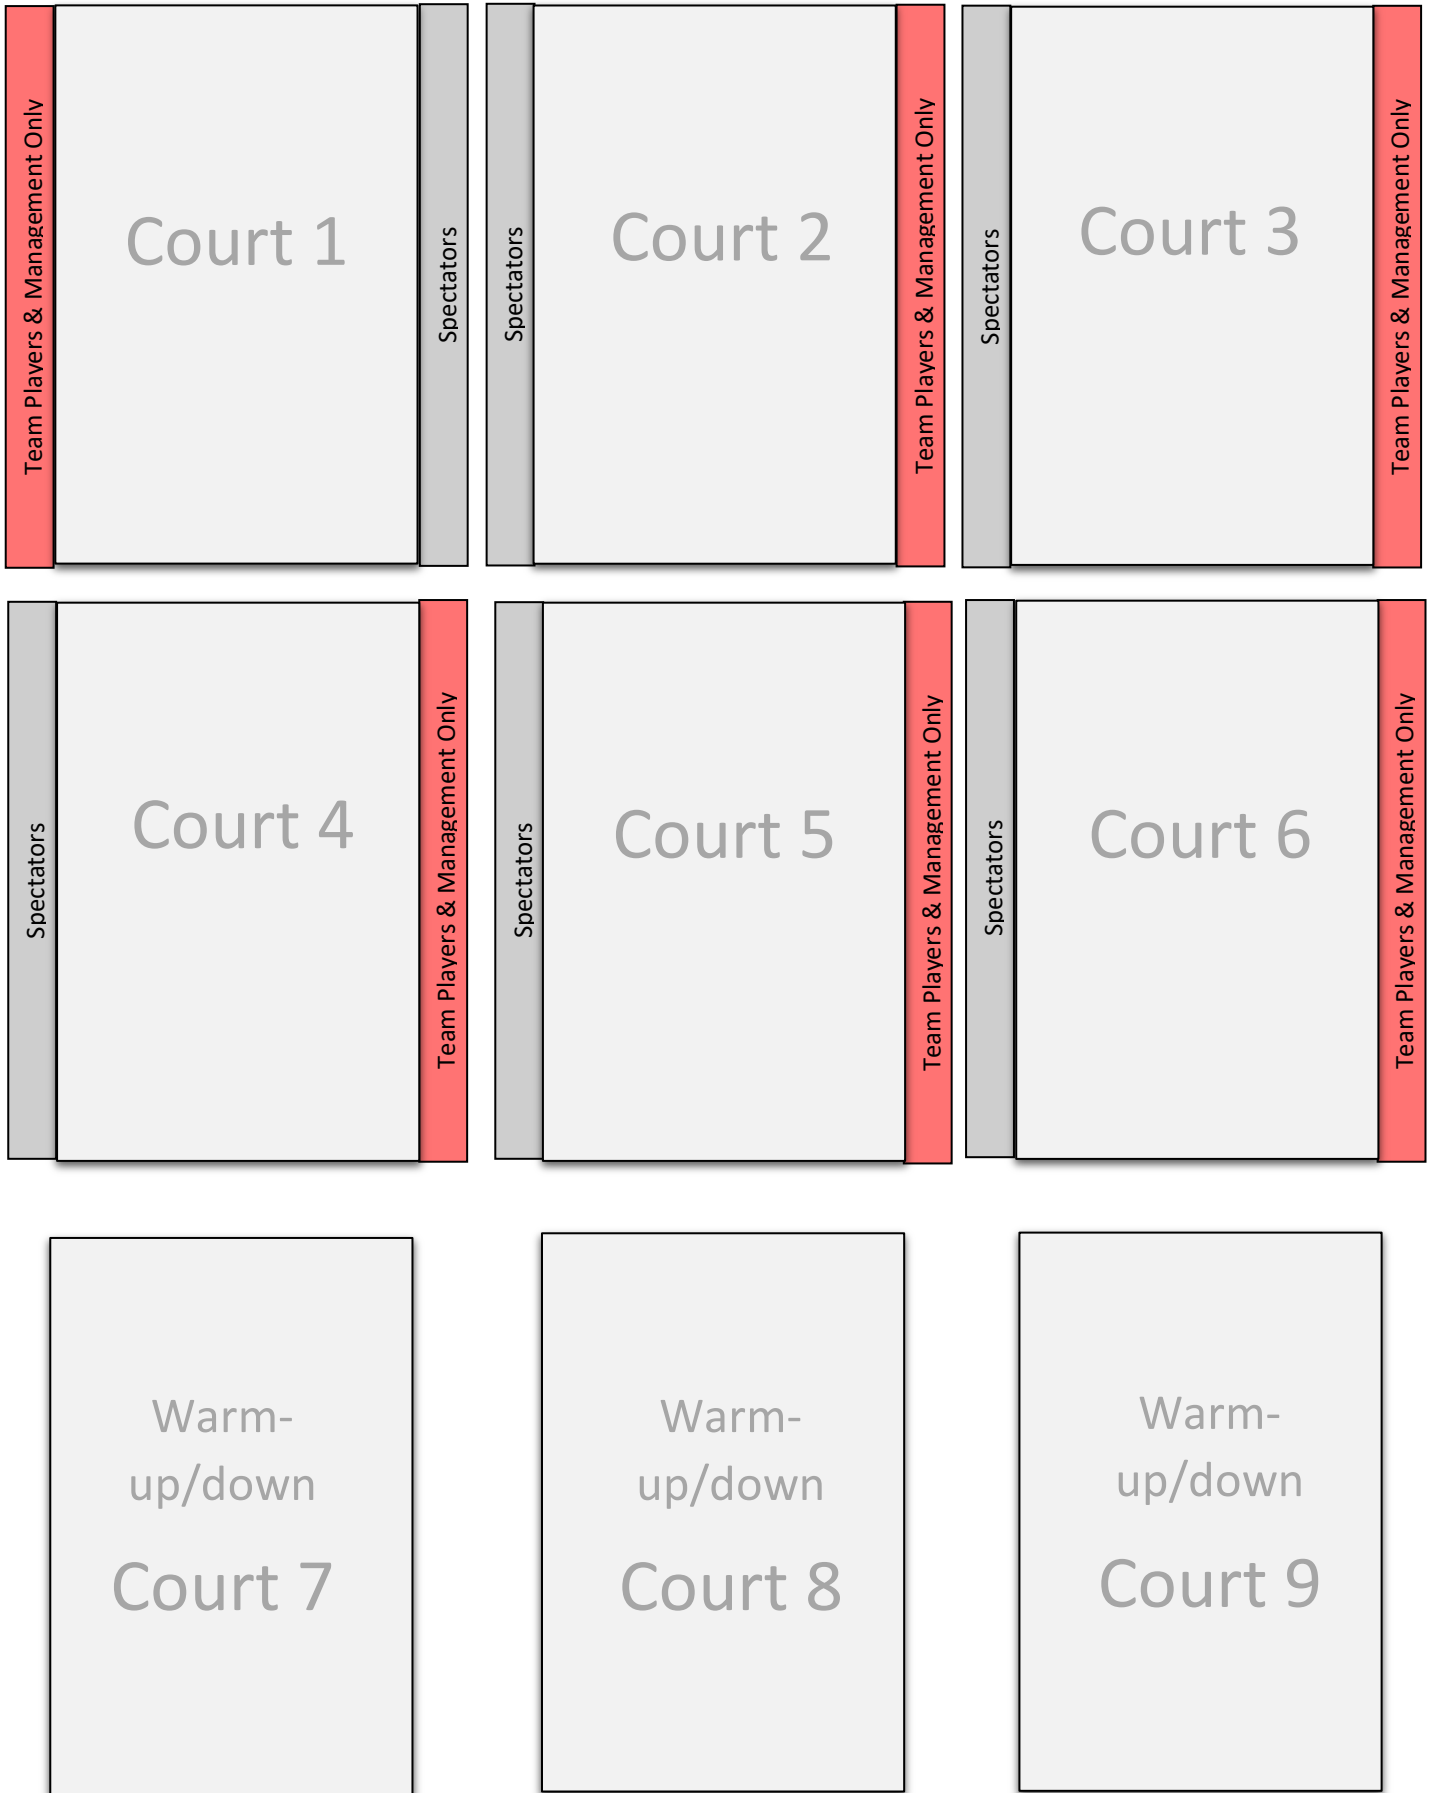 Team Players & Management Only
Court 1
Spectators
Spectators
Court 2
Team Players & Management Only
Spectators
Court 3
Team Players & Management Only
Spectators
Court 4
Team Players & Management Only
Spectators
Court 5
Team Players & Management Only
Spectators
Court 6
Team Players & Management Only
Warm-
up/down
Court 7
Warm-
up/down
Court 8
Warm-
up/down
Court 9